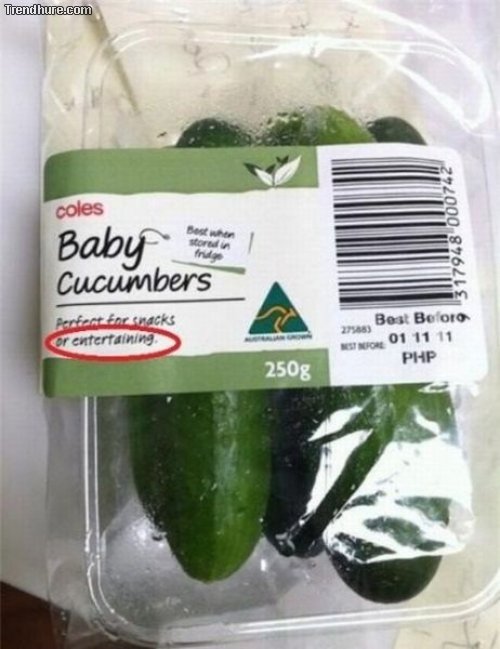 Trendhure.com
coles
Baby
Cucumbers
Best when
stored in
fridge
Perfect for snacks
or entertaining.
AUSTRALIAN GROWN
250g
9 317948 000742
Best Before
275883
BEST BEFORE 01 11 11
PHP